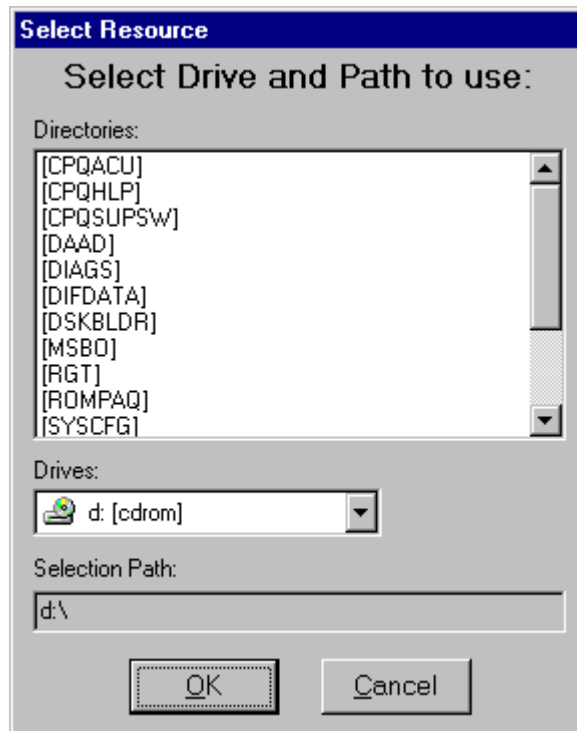 Select Resource
Select Drive and Path to use:
Directories:
[CPQACU]
[CPQHLP]
[CPQSUPSW]
[DAAD]
[DIAGS]
[DIFDATA]
[DSKBLDR]
[MSBO]
[RGT]
[ROMPAQ]
[SYSCFG]
Drives:
d: [cdrom]
Selection Path:
d:\
OK Cancel